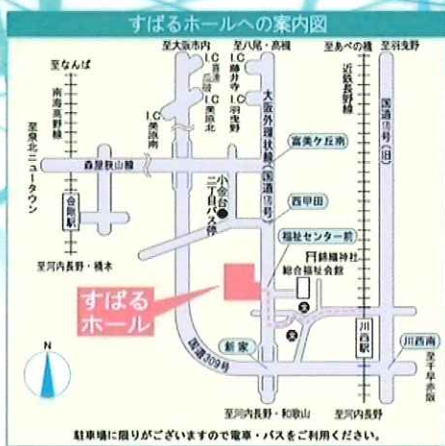 すばるホールへの案内図
至大阪市内
至八尾・高槻
至あべの橋
至羽曳野
至なんば
南海高野線
至泉北ニュータウン
金剛駅
至河内長野・橋本
森屋狭山線
I.C美原南
I.C美原北
I.C藤井寺
I.C羽曳野
大阪外環状線(国道170号)
近鉄長野線
国道170号(旧)
富美ケ丘南
小金台二丁目バス停
西甲田
福祉センター前
錦織神社
総合福祉会館
文
文
すばる
ホール
新家
国道309号
川西駅
川西南
至千早赤阪
N
至河内長野・和歌山
至河内長野
駐車場に限りがございますので電車・バスをご利用ください。